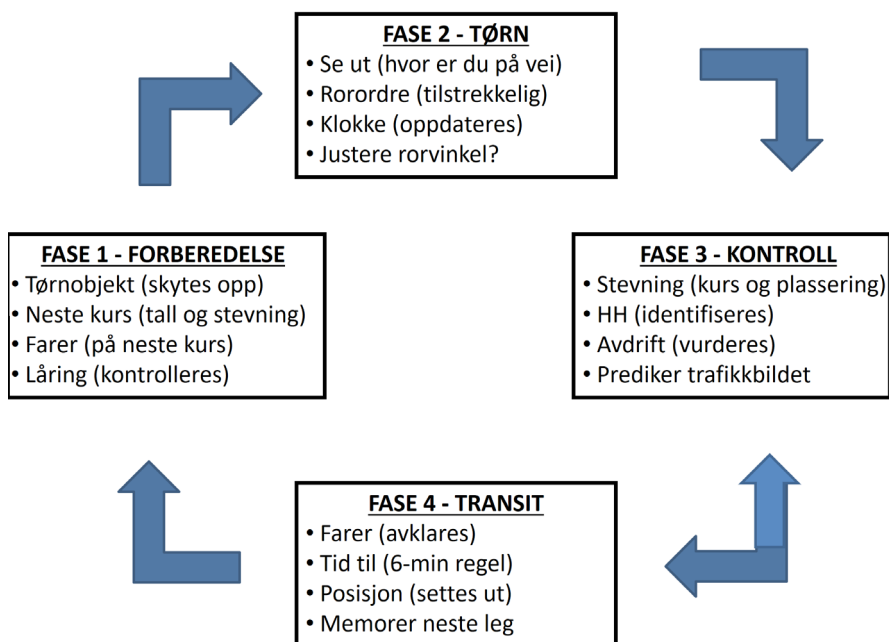 FASE 2 - TØRN
• Se ut (hvor er du på vei)
• Rorordre (tilstrekkelig)
• Klokke (oppdateres)
• Justere rorvinkel?
FASE 1 - FORBEREDELSE
• Tørnobjekt (skytes opp)
• Neste kurs (tall og stevning)
• Farer (på neste kurs)
• Låring (kontrolleres)
FASE 3 - KONTROLL
• Stevning (kurs og plassering)
• HH (identifiseres)
• Avdrift (vurderes)
• Prediker trafikkbildet
FASE 4 - TRANSIT
• Farer (avklares)
• Tid til (6-min regel)
• Posisjon (settes ut)
• Memorer neste leg